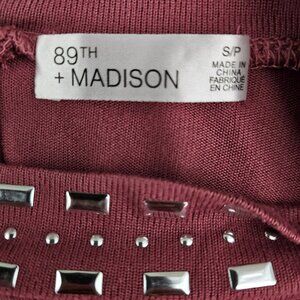 89TH
+ MADISON
S/P
MADE IN
CHINA
FABRIQUÉ
EN CHINE